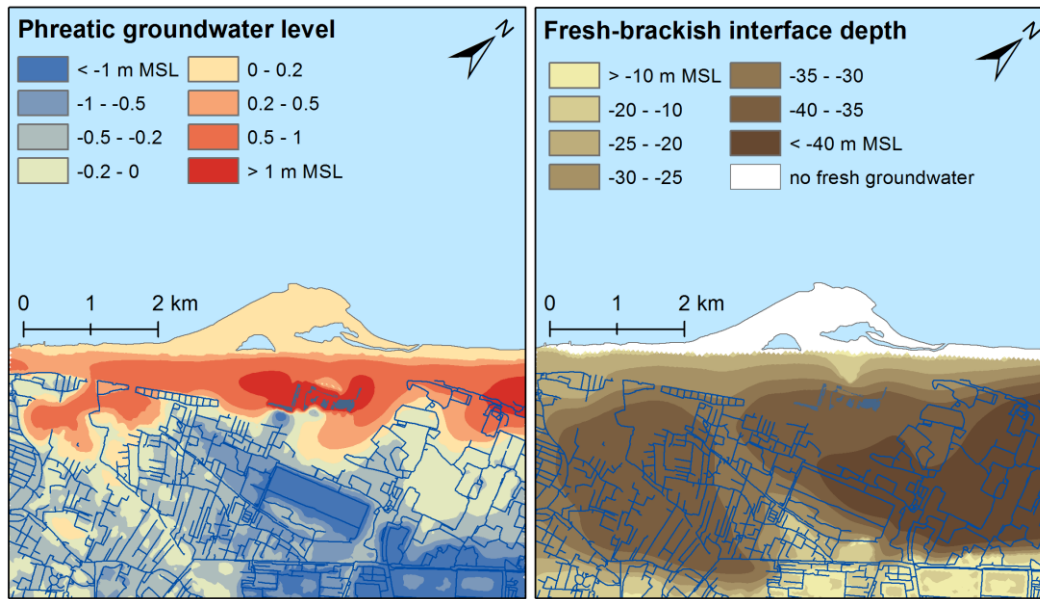 Phreatic groundwater level
N
< -1 m MSL
-1 - -0.5
-0.5 - -0.2
-0.2 - 0
0 - 0.2
0.2 - 0.5
0.5 - 1
> 1 m MSL
0 1 2 km
Fresh-brackish interface depth
N
> -10 m MSL
-20 - -10
-25 - -20
-30 - -25
-35 - -30
-40 - -35
< -40 m MSL
no fresh groundwater
0 1 2 km